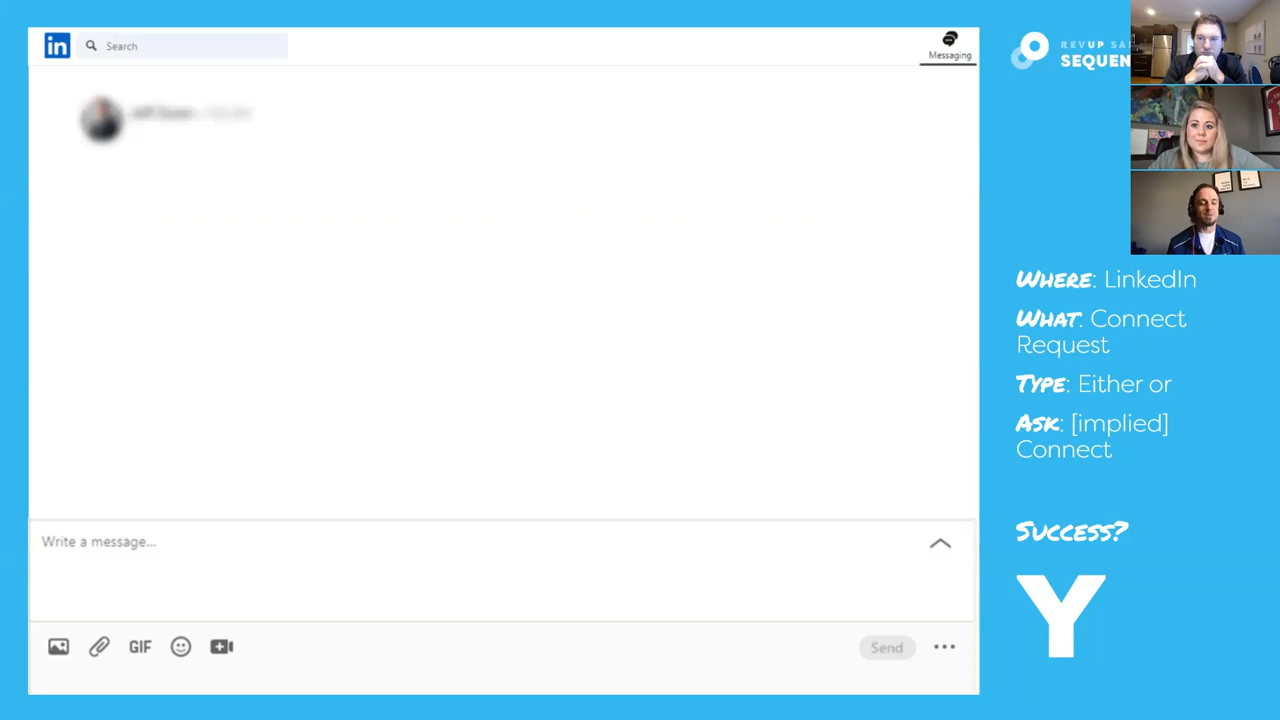 in
Search
Messaging
REVUP
SEQUEN
Where: LinkedIn
What: Connect
Request
Type: Either or
Ask: [implied]
Connect
Success?
Y
Write a message...
GIF
Send